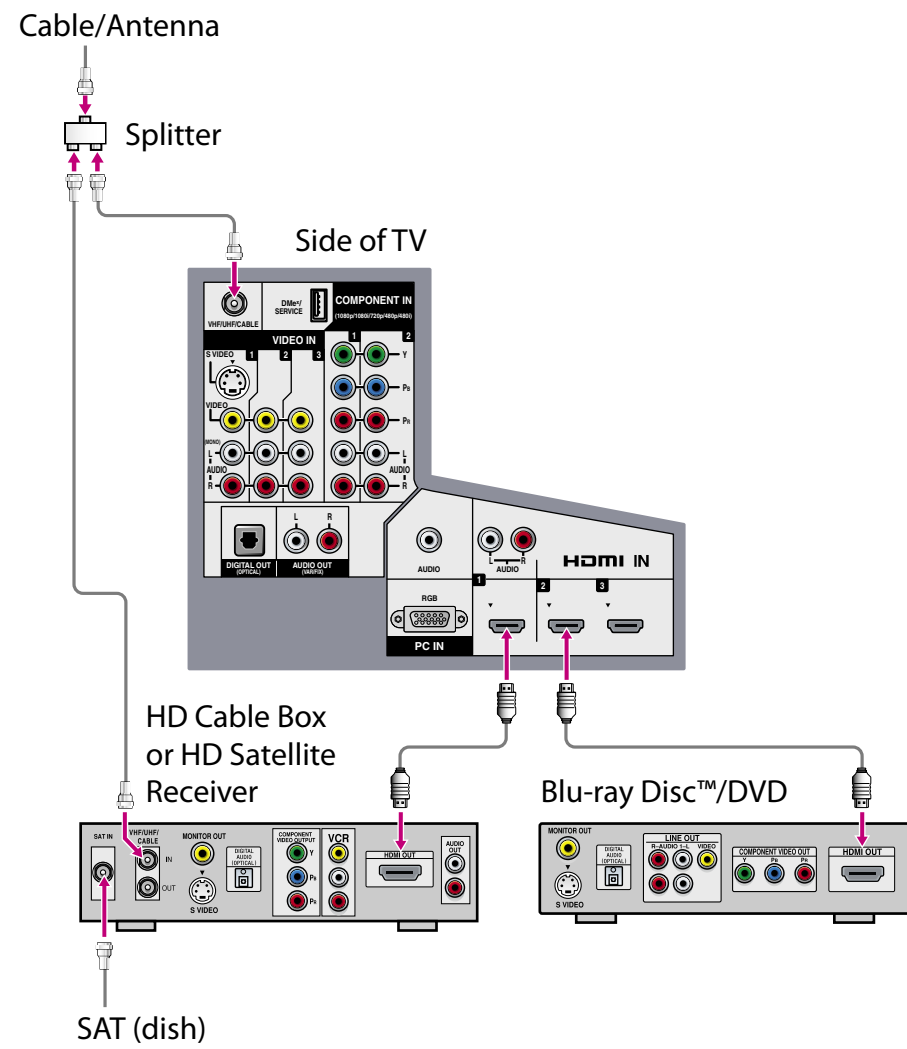 Cable/Antenna
Splitter
Side of TV
VHF/UHF/CABLE
DMeˣ/
SERVICE
COMPONENT IN
(1080p/1080i/720p/480p/480i)
VIDEO IN
1 2
S VIDEO
1 2 3
Y
PB
VIDEO
PR
(MONO)
L
AUDIO
R
L
AUDIO
R
DIGITAL OUT
(OPTICAL)
L R
AUDIO OUT
(VAR/FIX)
AUDIO
L R
AUDIO
HDMI IN
1 2 3
RGB
PC IN
HD Cable Box
or HD Satellite
Receiver
SAT IN
VHF/UHF/
CABLE
IN
OUT
MONITOR OUT
S VIDEO
DIGITAL
AUDIO
(OPTICAL)
COMPONENT
VIDEO OUTPUT
Y
PB
PR
VCR
HDMI OUT
AUDIO
OUT
SAT (dish)
Blu-ray Disc™/DVD
MONITOR OUT
S VIDEO
DIGITAL
AUDIO
(OPTICAL)
LINE OUT
R–AUDIO 1–L VIDEO
COMPONENT VIDEO OUT
Y PB PR
HDMI OUT